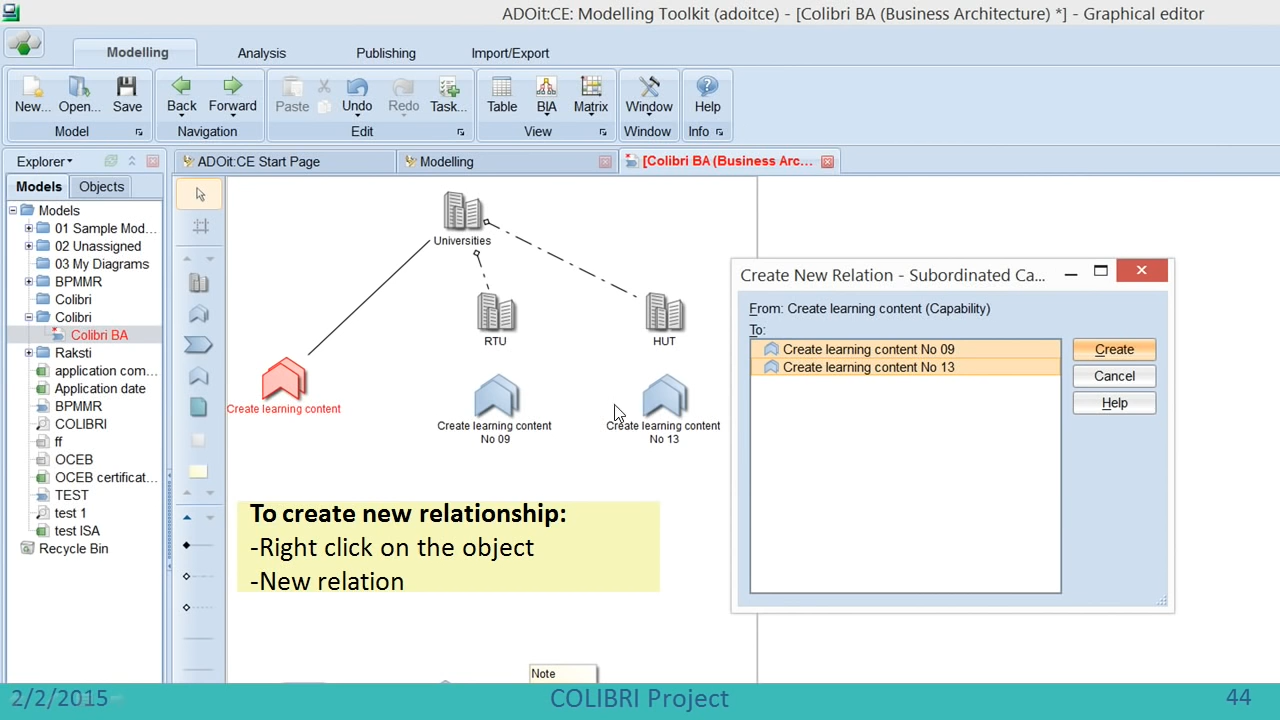 ADOit:CE: Modelling Toolkit (adoitce) - [Colibri BA (Business Architecture) *] - Graphical editor
Modelling
Analysis
Publishing
Import/Export
New...
Open...
Save
Back
Forward
Paste
Undo
Redo
Task...
Table
BIA
Matrix
Window
Help
Model
Navigation
Edit
View
Window
Info
Explorer
ADOit:CE Start Page
Modelling
[Colibri BA (Business Arc...
Models
Objects
Models
01 Sample Mod...
02 Unassigned
03 My Diagrams
BPMMR
Colibri
Colibri
Colibri BA
Raksti
application com...
Application date
BPMMR
COLIBRI
ff
OCEB
OCEB certificat...
TEST
test 1
test ISA
Recycle Bin
Universities
RTU
HUT
Create learning content
Create learning content
No 09
Create learning content
No 13
To create new relationship:
-Right click on the object
-New relation
Note
Create New Relation - Subordinated Ca...
From: Create learning content (Capability)
To:
Create learning content No 09
Create learning content No 13
Create
Cancel
Help
2/2/2015
COLIBRI Project
44